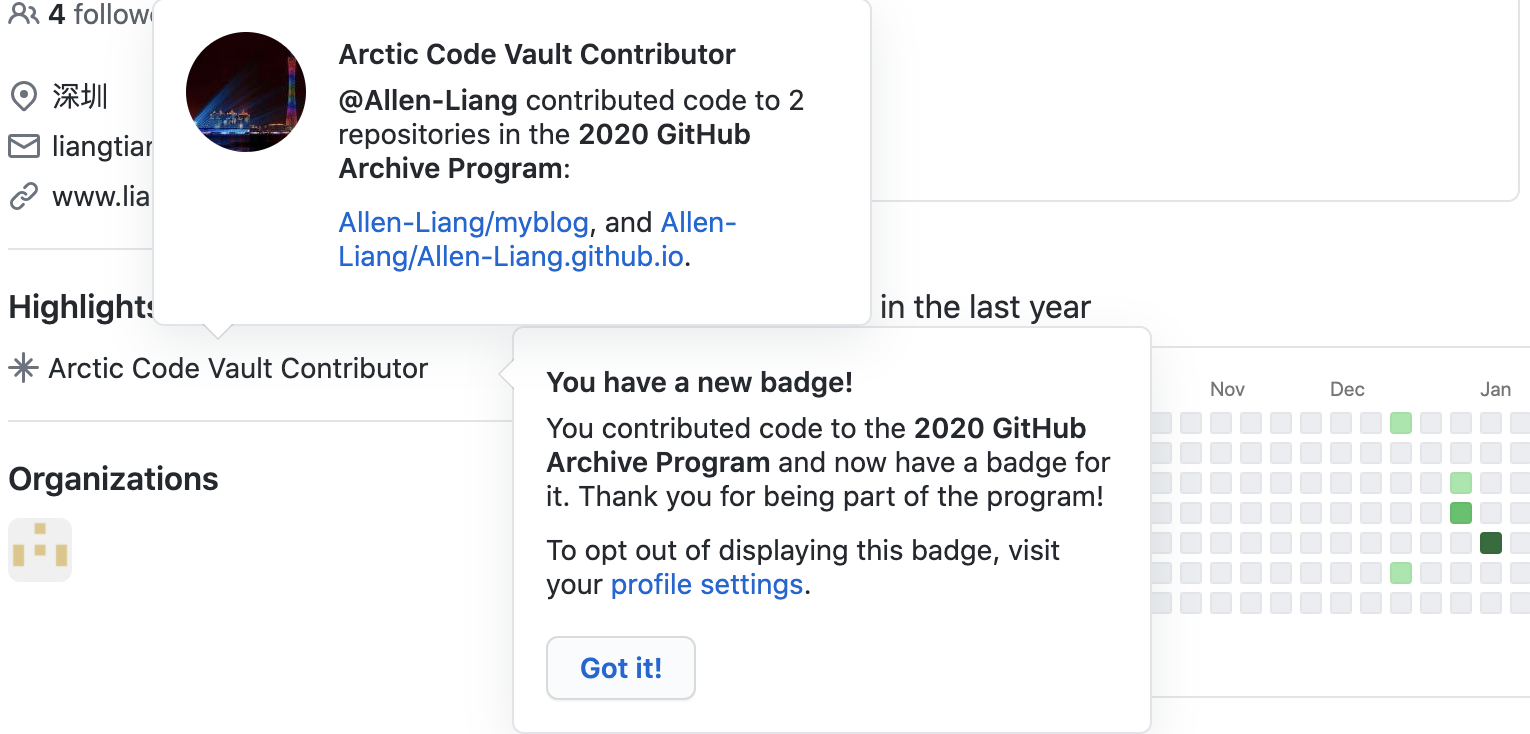 4 followe
Arctic Code Vault Contributor
@Allen-Liang contributed code to 2
repositories in the 2020 GitHub
Archive Program:
Allen-Liang/myblog, and Allen-
Liang/Allen-Liang.github.io.
深圳
liangtian
www.lia
Highlights
in the last year
Arctic Code Vault Contributor
You have a new badge!
You contributed code to the 2020 GitHub
Archive Program and now have a badge for
it. Thank you for being part of the program!
To opt out of displaying this badge, visit
your profile settings.
Got it!
Nov Dec Jan
Organizations